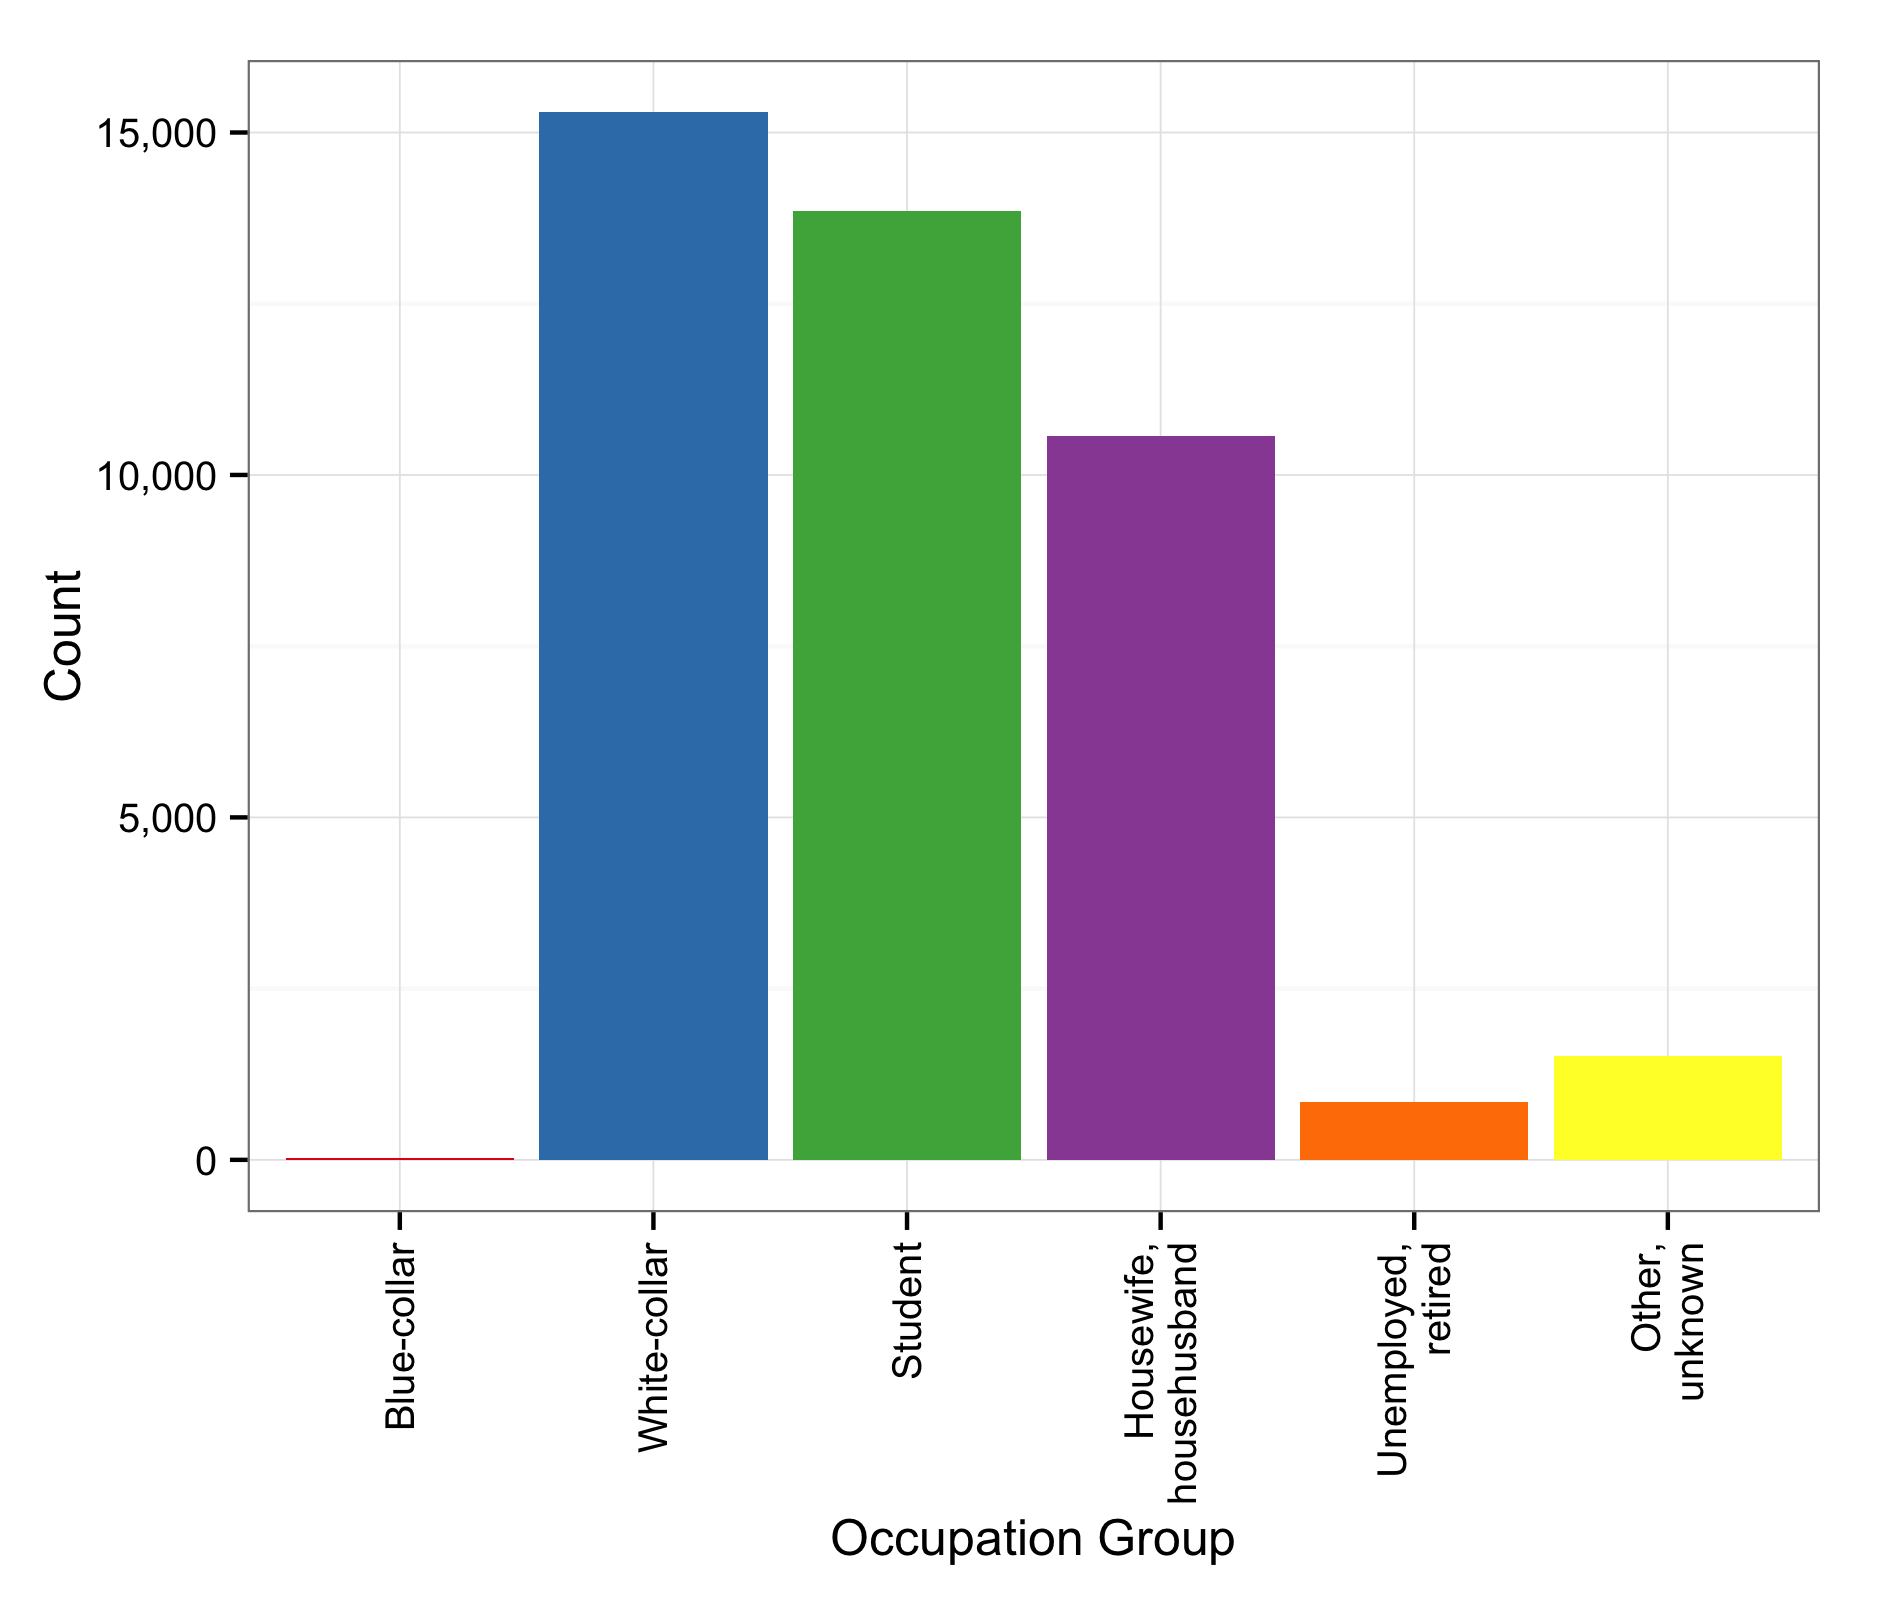 15,000
10,000
5,000
0
Count
Blue-collar
White-collar
Student
Housewife,
househusband
Unemployed,
retired
Other,
unknown
Occupation Group